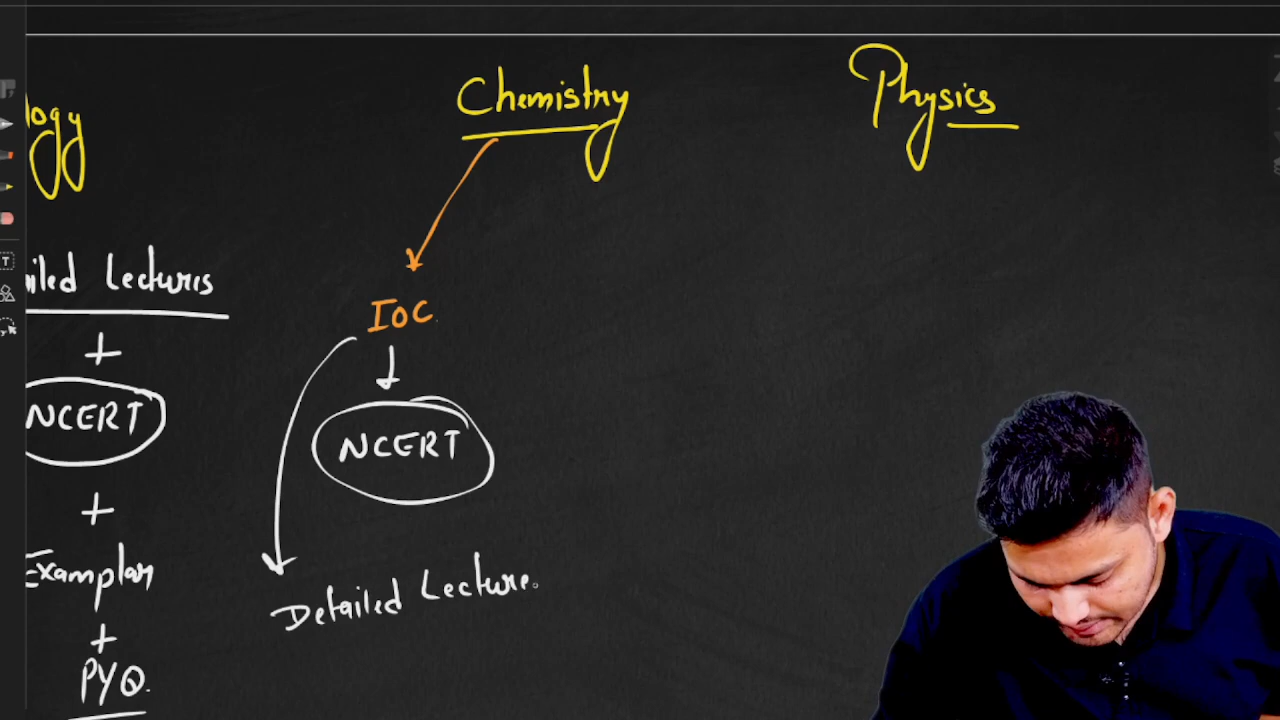 logy
Chemistry
Physics
iled Lectures
+
NCERT
+
Examplar
+
PYQ.
IOC
NCERT
Detailed Lecture.
T